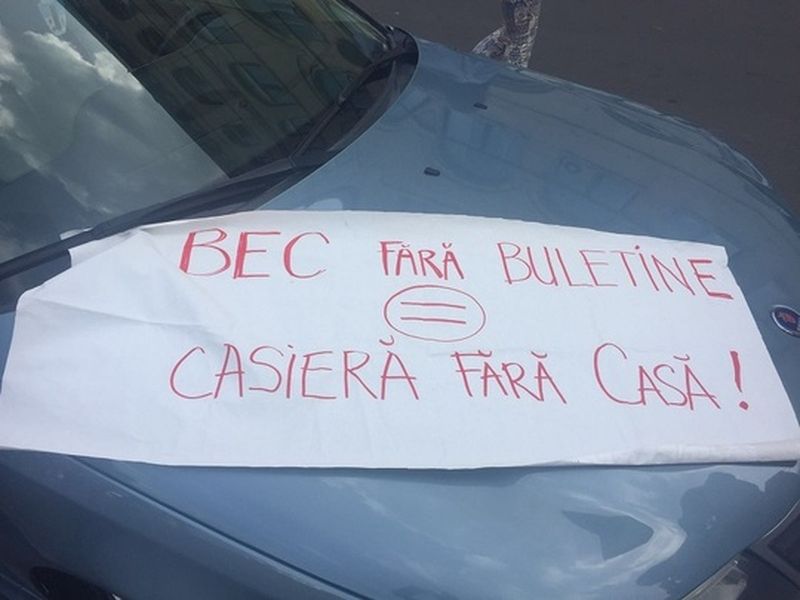 BEC FĂRĂ BULETINE
=
CASIERĂ FĂRĂ CASĂ!